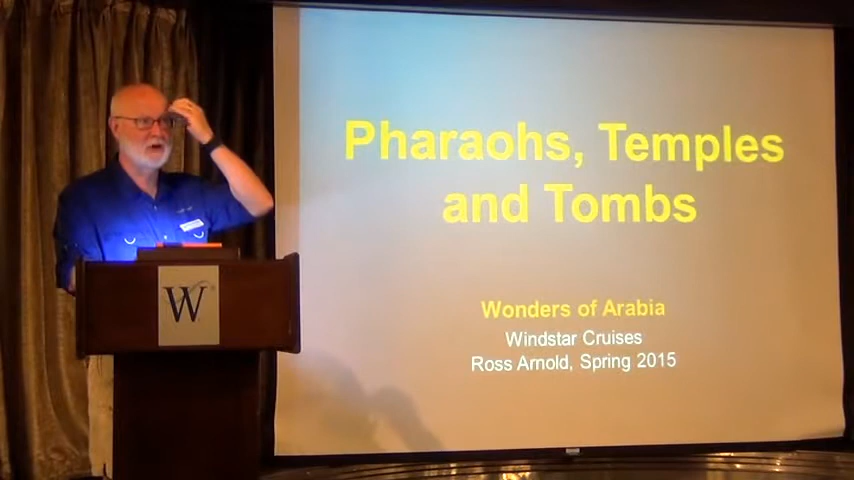 Pharaohs, Temples
and Tombs
Wonders of Arabia
Windstar Cruises
Ross Arnold, Spring 2015
W